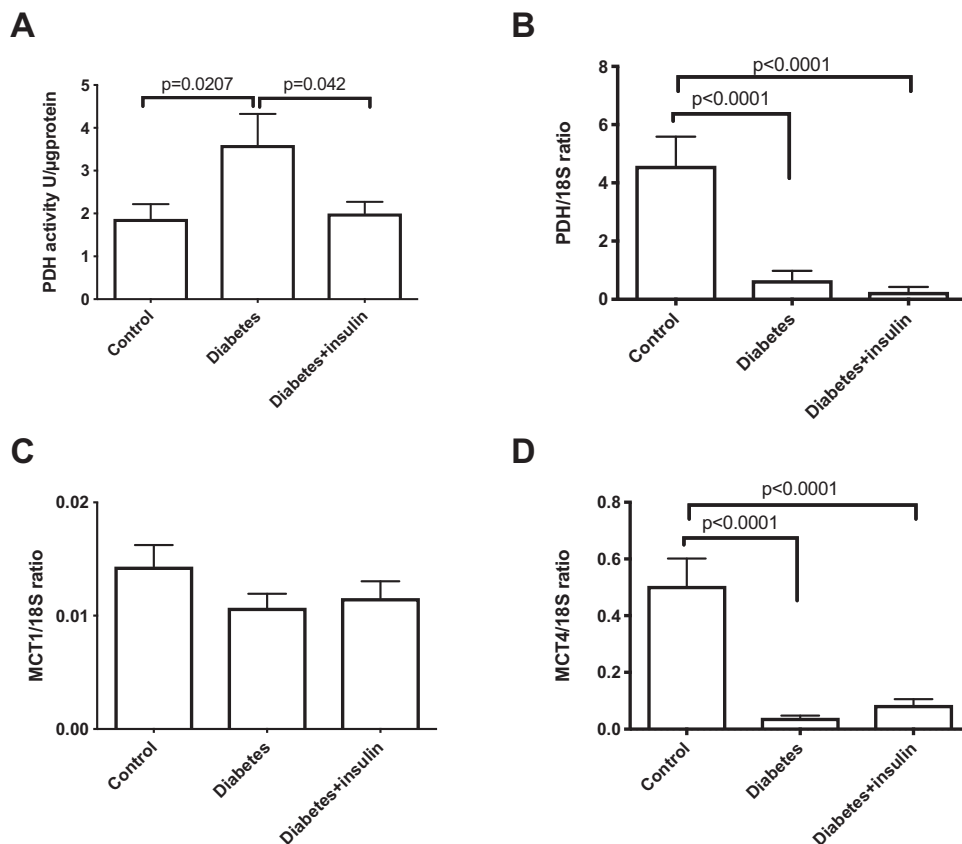 A
PDH activity U/µgprotein
p=0.0207
p=0.042
5
4
3
2
1
0
Control
Diabetes
Diabetes+insulin
B
PDH/18S ratio
p<0.0001
p<0.0001
8
6
4
2
0
Control
Diabetes
Diabetes+insulin
C
MCT1/18S ratio
0.02
0.01
0.00
Control
Diabetes
Diabetes+insulin
D
MCT4/18S ratio
p<0.0001
p<0.0001
0.8
0.6
0.4
0.2
0.0
Control
Diabetes
Diabetes+insulin